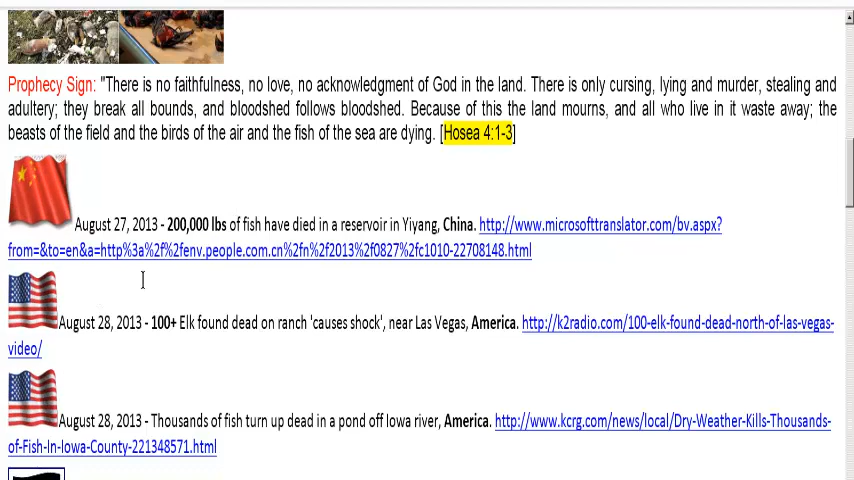 Prophecy Sign: "There is no faithfulness, no love, no acknowledgment of God in the land. There is only cursing, lying and murder, stealing and
adultery; they break all bounds, and bloodshed follows bloodshed. Because of this the land mourns, and all who live in it waste away; the
beasts of the field and the birds of the air and the fish of the sea are dying. [Hosea 4:1-3]
August 27, 2013 - 200,000 lbs of fish have died in a reservoir in Yiyang, China. http://www.microsofttranslator.com/bv.aspx?
from=&to=en&a=http%3a%2f%2fenv.people.com.cn%2fn%2f2013%2f0827%2fc1010-22708148.html
August 28, 2013 - 100+ Elk found dead on ranch 'causes shock', near Las Vegas, America. http://k2radio.com/100-elk-found-dead-north-of-las-vegas-
video/
August 28, 2013 - Thousands of fish turn up dead in a pond off Iowa river, America. http://www.kcrg.com/news/local/Dry-Weather-Kills-Thousands-
of-Fish-In-Iowa-County-221348571.html